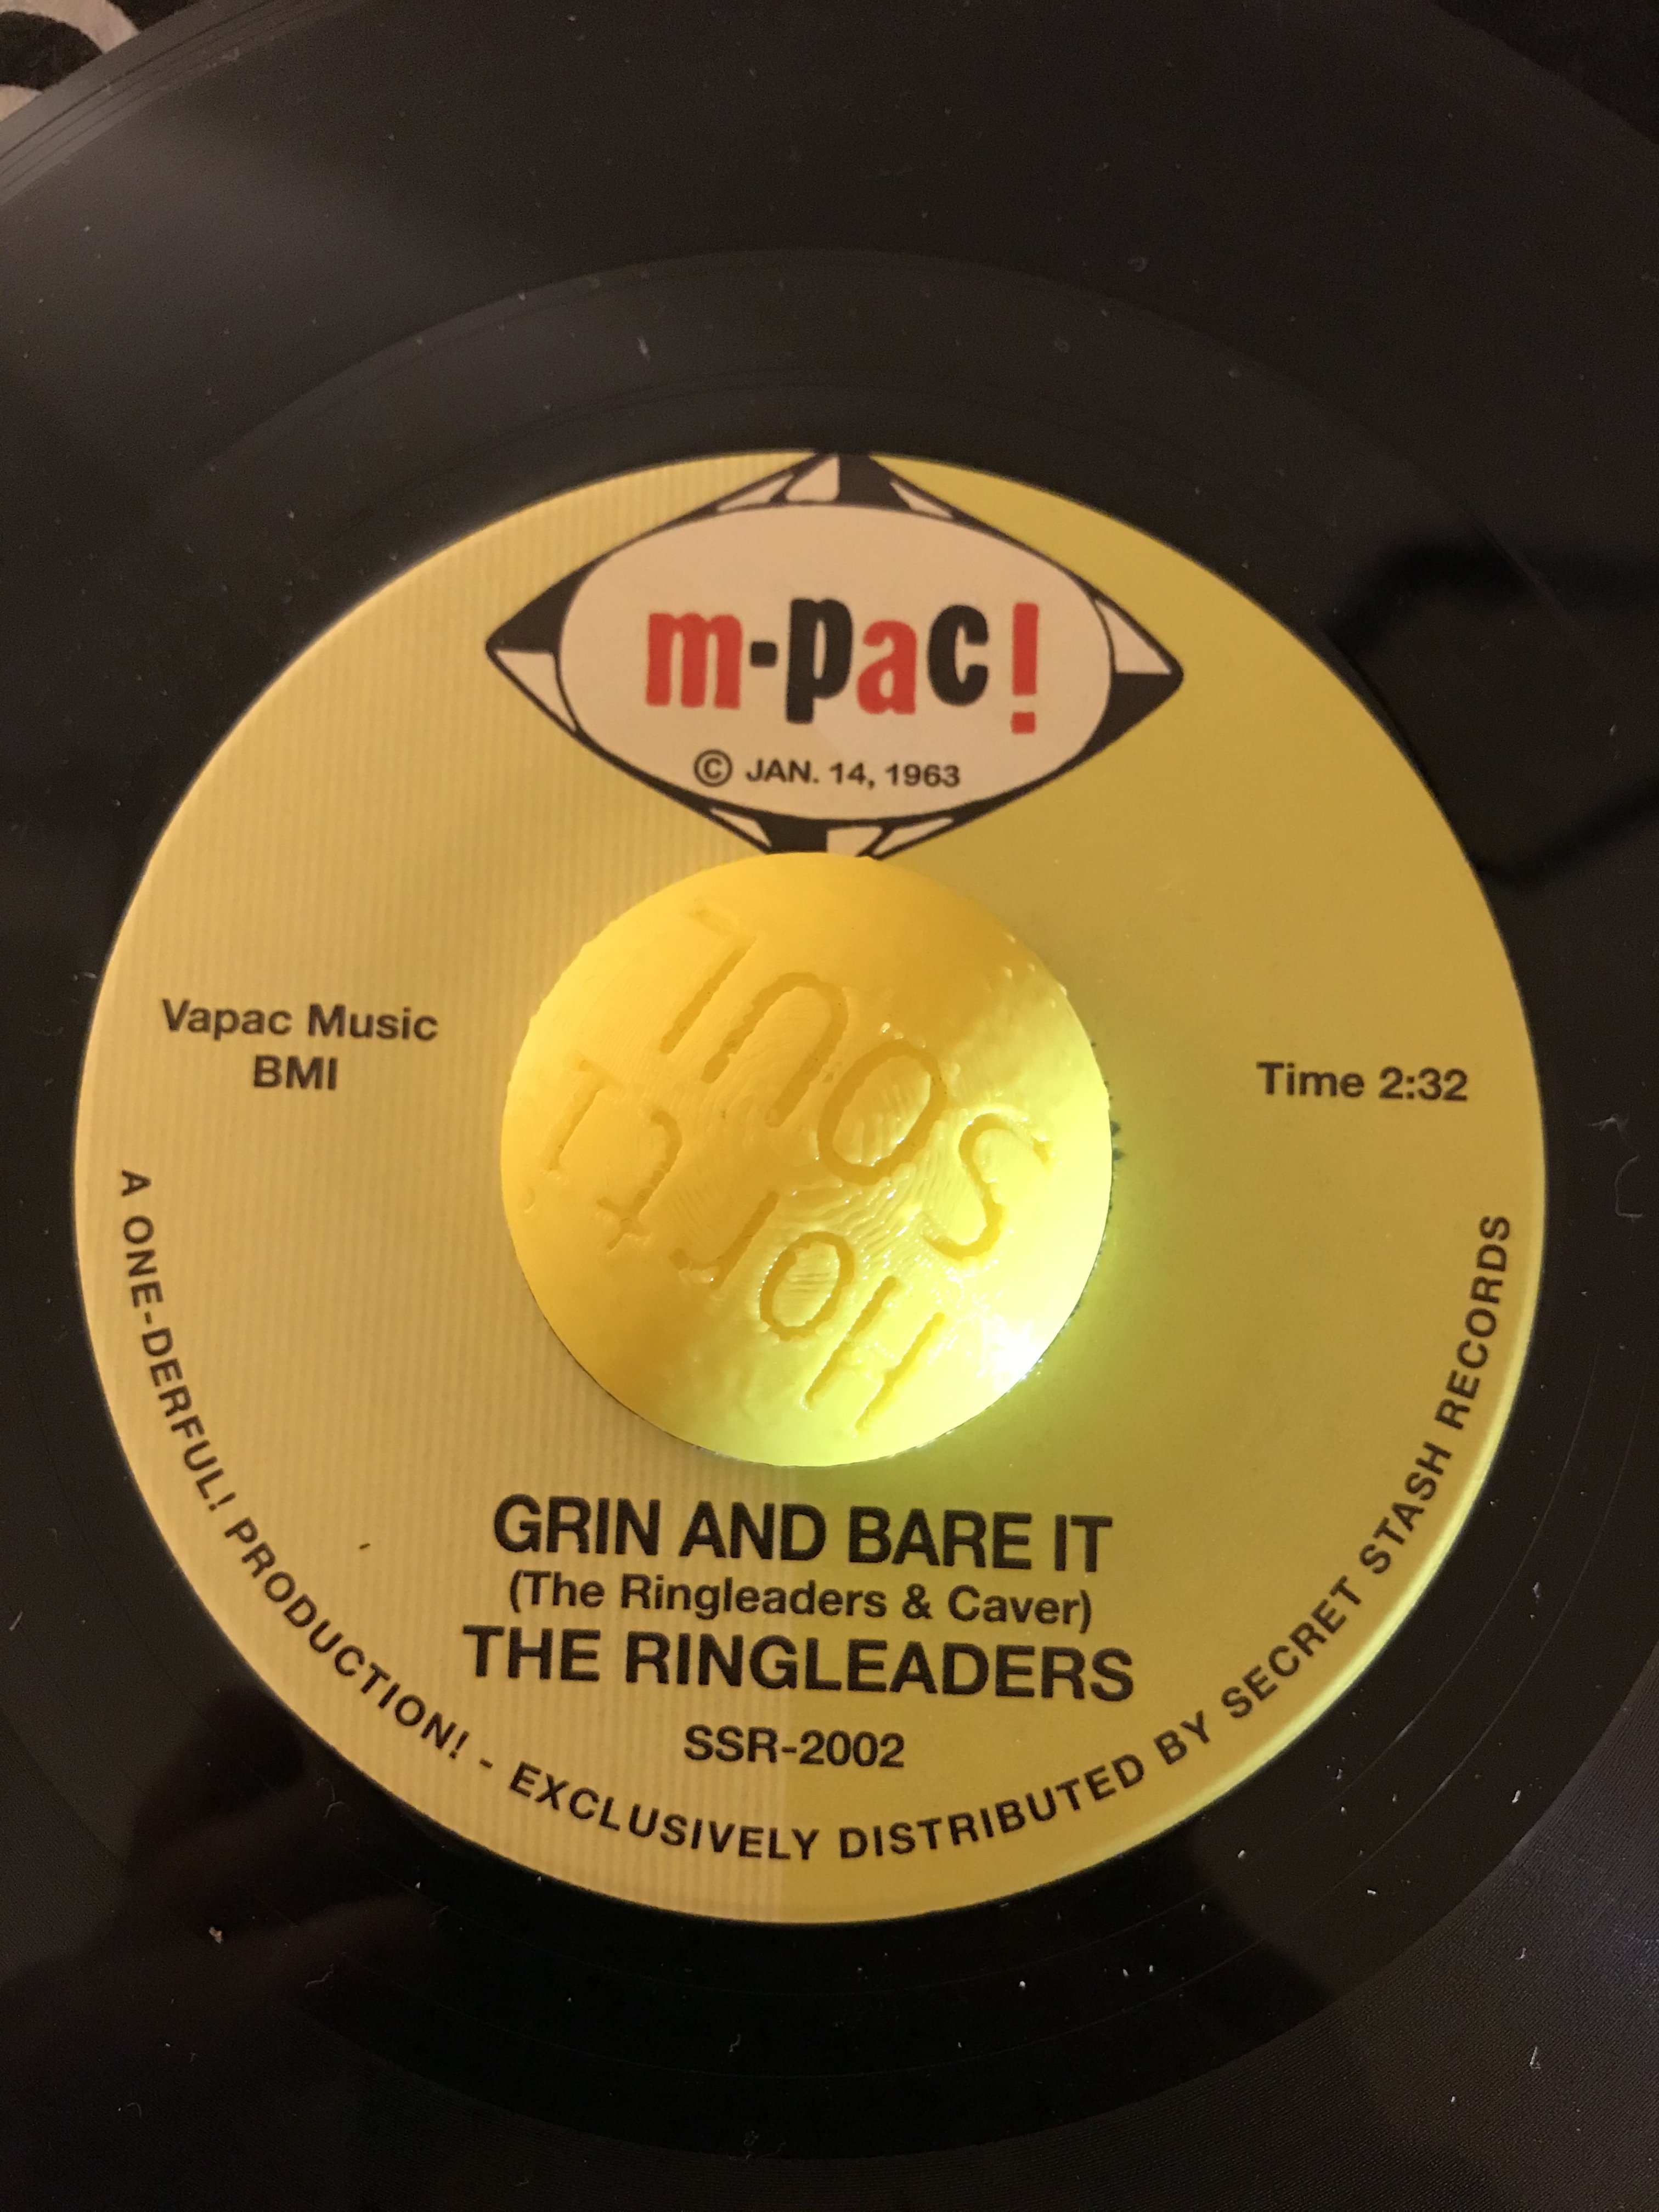 m-pac!
© JAN. 14, 1963
SOUL
Vapac Music
BMI
Time 2:32
GRIN AND BARE IT
(The Ringleaders & Caver)
THE RINGLEADERS
SSR-2002
A ONE-DERFUL! PRODUCTION! - EXCLUSIVELY DISTRIBUTED BY SECRET STASH RECORDS